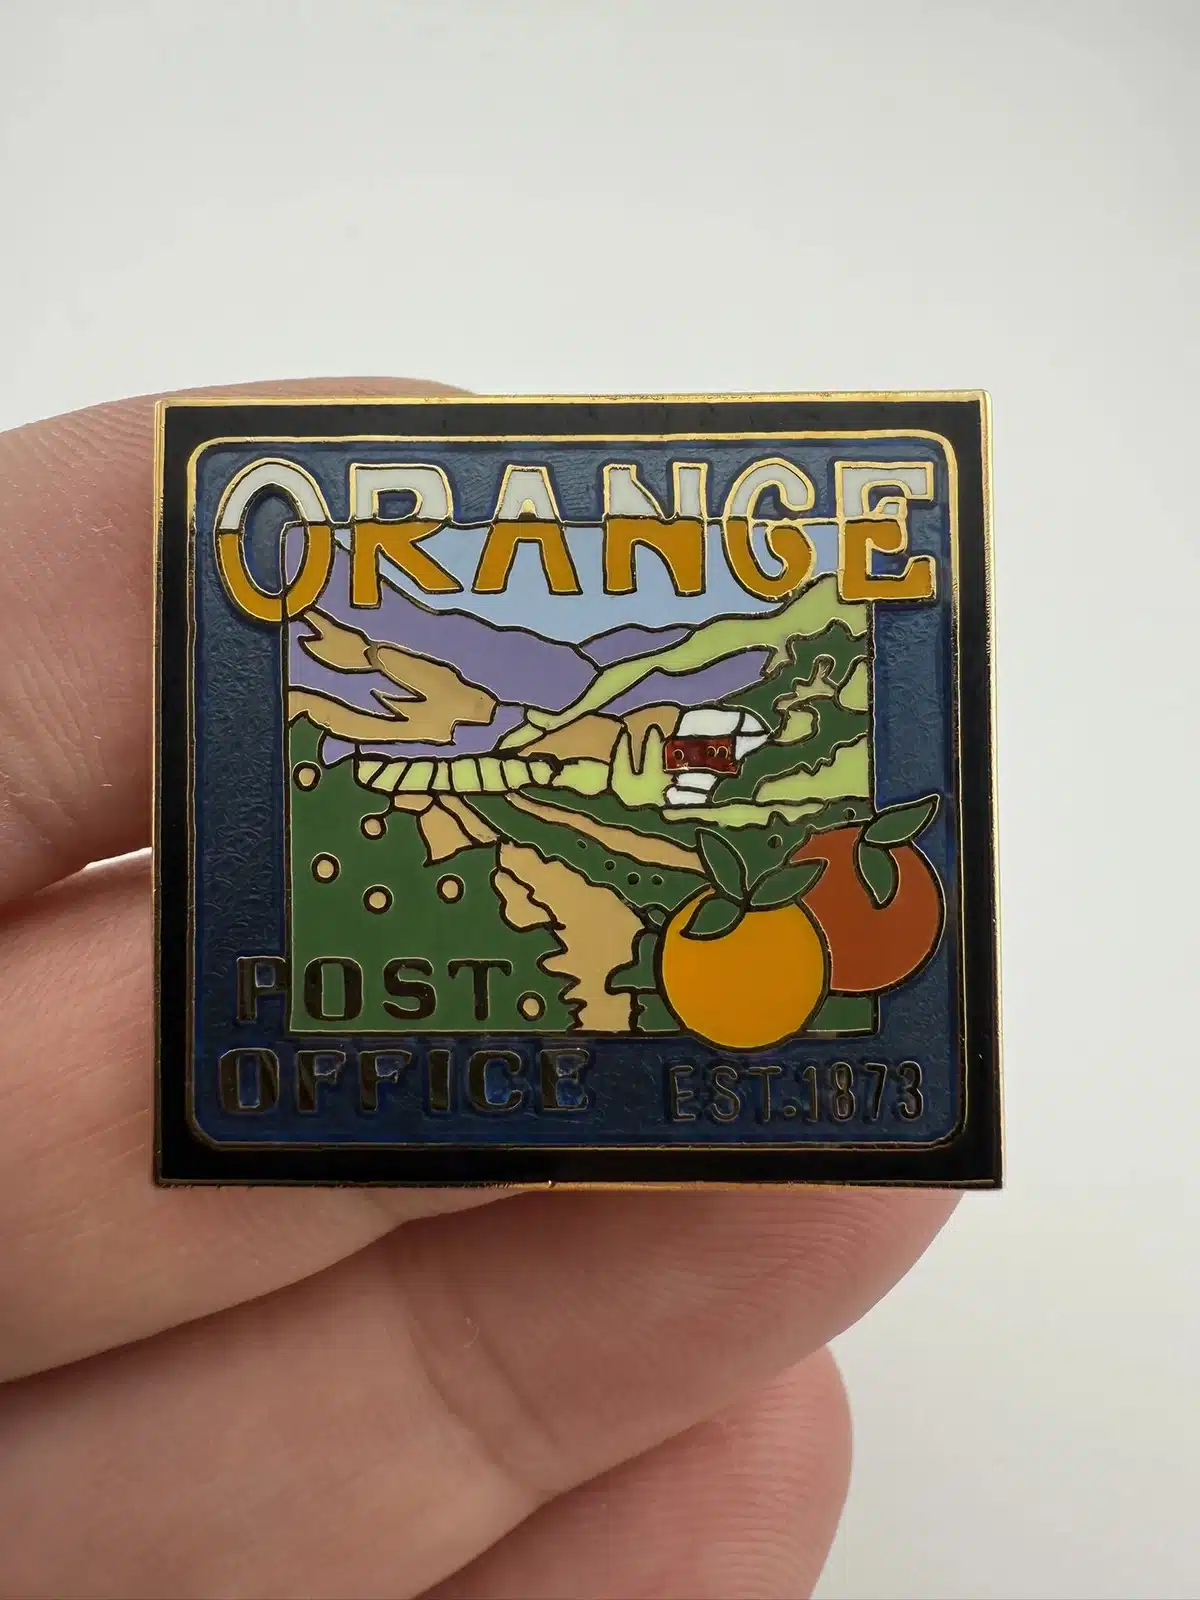 ORANGE
POST
OFFICE
EST. 1873